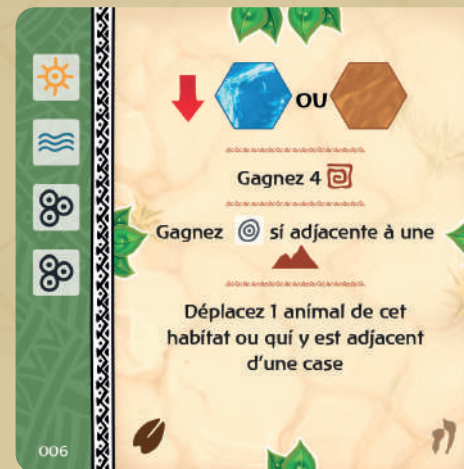 OU
Gagnez 4
Gagnez si adjacente à une
Déplacez 1 animal de cet
habitat ou qui y est adjacent
d'une case
006